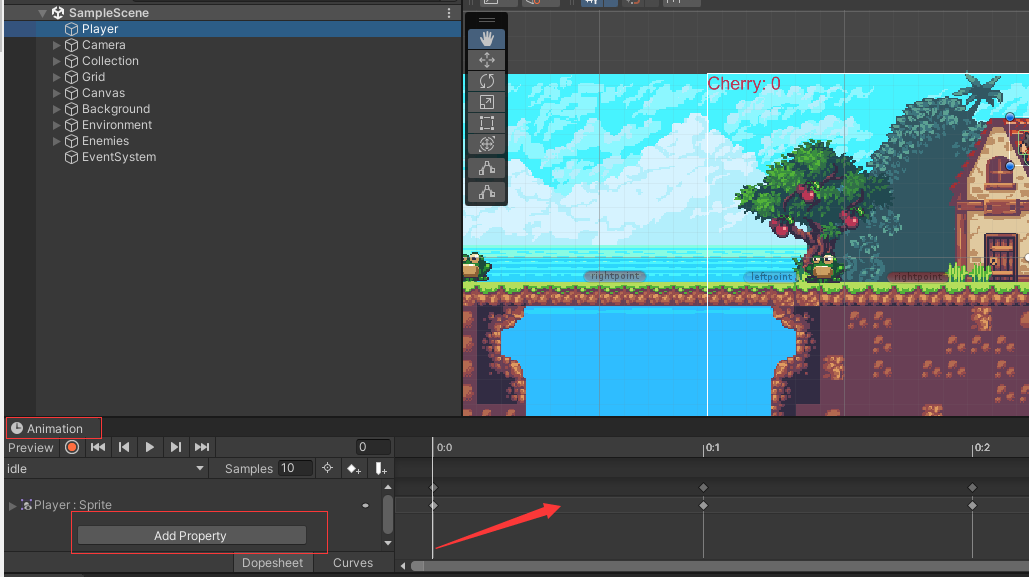 SampleScene
Player
Camera
Collection
Grid
Canvas
Background
Environment
Enemies
EventSystem
Cherry: 0
rightpoint
leftpoint
rightpoint
Animation
Preview
0
0:0
0:1
0:2
idle
Samples 10
Player : Sprite
Add Property
Dopesheet
Curves